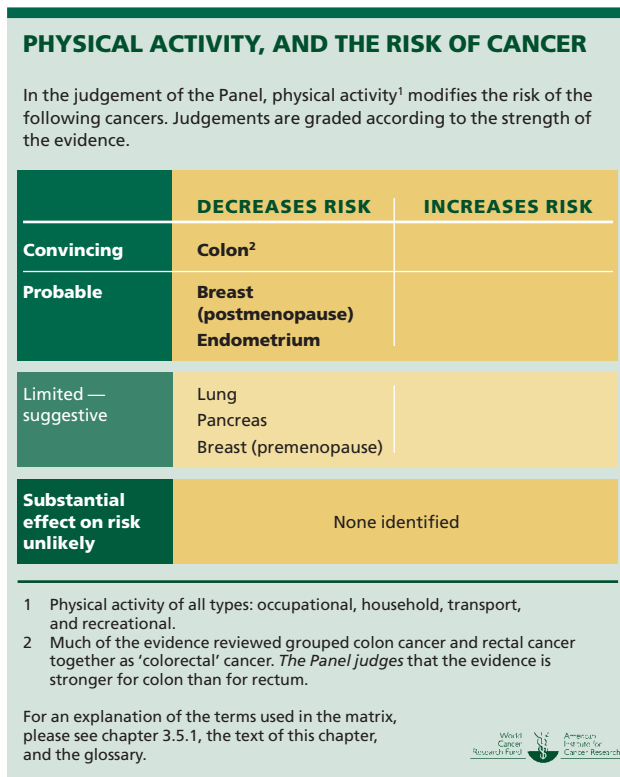 PHYSICAL ACTIVITY, AND THE RISK OF CANCER
In the judgement of the Panel, physical activity¹ modifies the risk of the
following cancers. Judgements are graded according to the strength of
the evidence.
DECREASES RISK INCREASES RISK
Convincing Colon²
Probable Breast
(postmenopause)
Endometrium
Limited — Lung
suggestive Pancreas
Breast (premenopause)
Substantial
effect on risk None identified
unlikely
1 Physical activity of all types: occupational, household, transport,
and recreational.
2 Much of the evidence reviewed grouped colon cancer and rectal cancer
together as ‘colorectal’ cancer. The Panel judges that the evidence is
stronger for colon than for rectum.
For an explanation of the terms used in the matrix,
please see chapter 3.5.1, the text of this chapter,
and the glossary.
World
Cancer
Research Fund
American
Institute for
Cancer Research